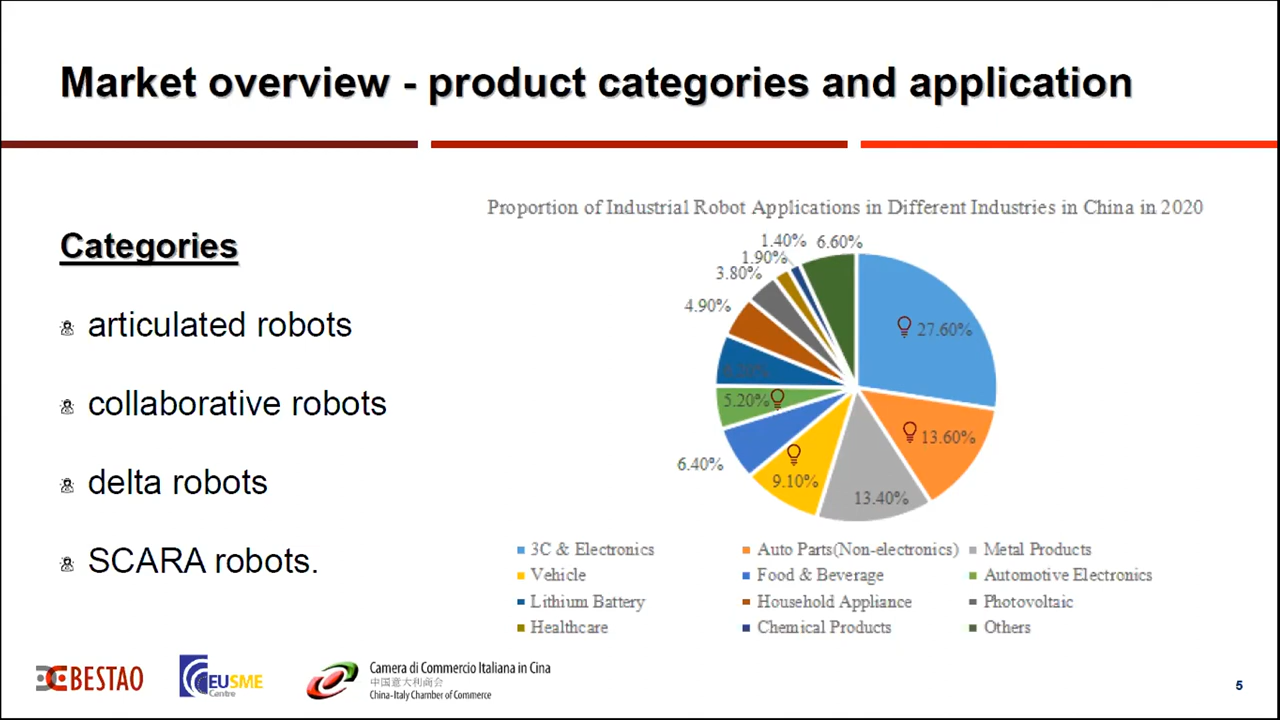 Market overview - product categories and application
Categories
articulated robots
collaborative robots
delta robots
SCARA robots.
Proportion of Industrial Robot Applications in Different Industries in China in 2020
1.40%
6.60%
1.90%
3.80%
4.90%
27.60%
5.20%
13.60%
6.40%
9.10%
13.40%
3C & Electronics
Auto Parts(Non-electronics)
Metal Products
Vehicle
Food & Beverage
Automotive Electronics
Lithium Battery
Household Appliance
Photovoltaic
Healthcare
Chemical Products
Others
BESTAO
EUSME
Centre
Camera di Commercio Italiana in Cina
中国意大利商会
China-Italy Chamber of Commerce
5